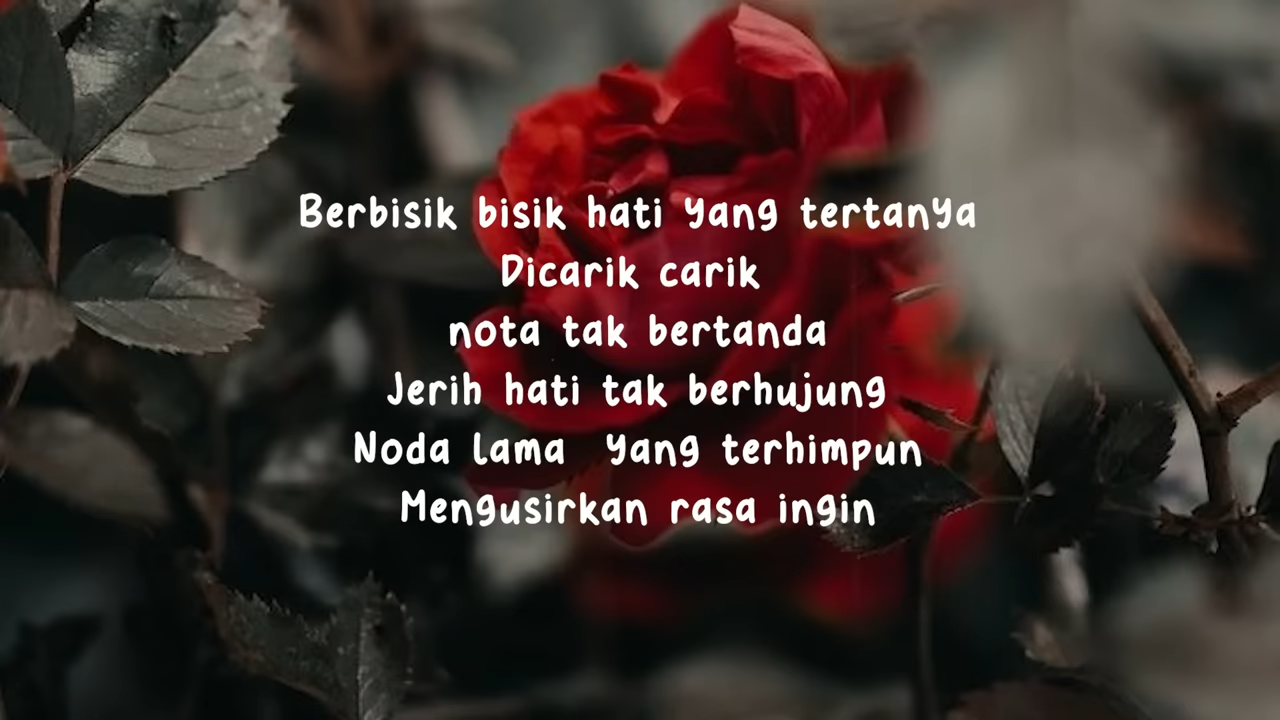 Berbisik bisik hati yang tertanya
Dicarik carik
nota tak bertanda
Jerih hati tak berhujung
Noda lama yang terhimpun
Mengusirkan rasa ingin